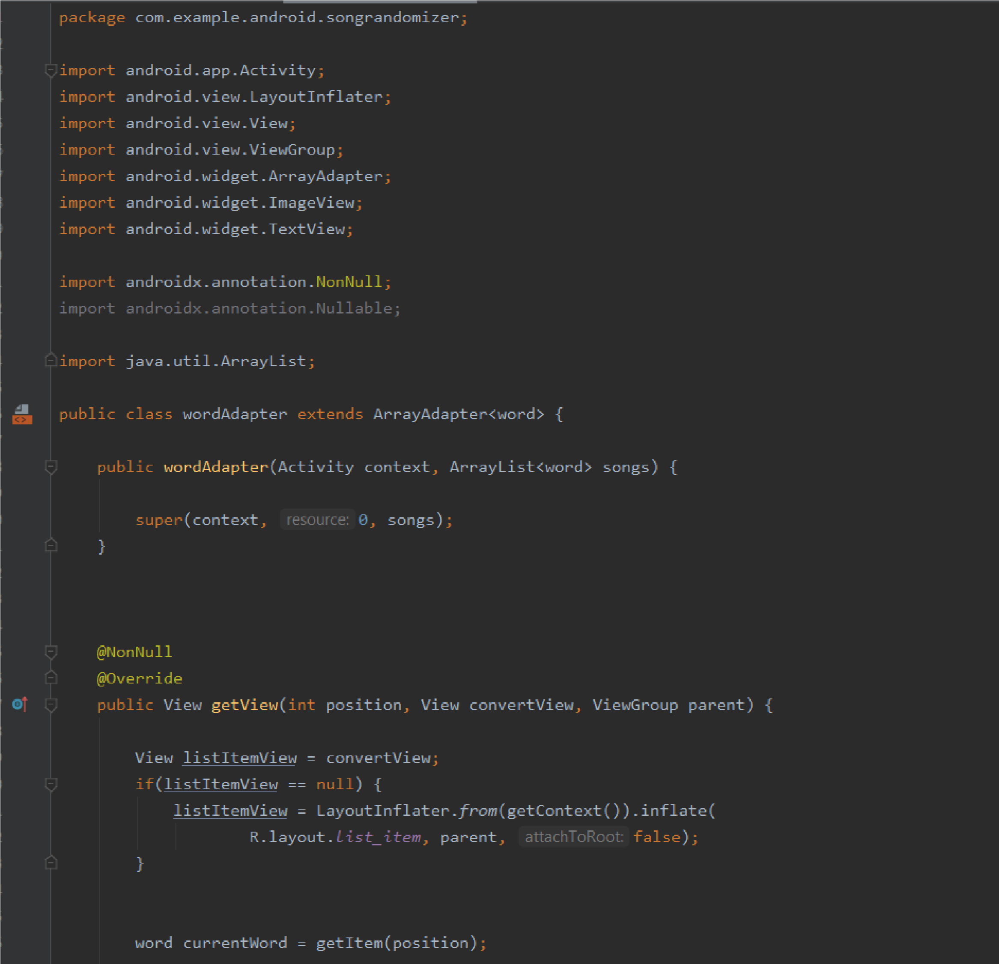 package com.example.android.songrandomizer;
import android.app.Activity;
import android.view.LayoutInflater;
import android.view.View;
import android.view.ViewGroup;
import android.widget.ArrayAdapter;
import android.widget.ImageView;
import android.widget.TextView;
import androidx.annotation.NonNull;
import androidx.annotation.Nullable;
import java.util.ArrayList;
public class wordAdapter extends ArrayAdapter<word> {
public wordAdapter(Activity context, ArrayList<word> songs) {
super(context, resource: 0, songs);
}
@NonNull
@Override
public View getView(int position, View convertView, ViewGroup parent) {
View listItemView = convertView;
if(listItemView == null) {
listItemView = LayoutInflater.from(getContext()).inflate(
R.layout.list_item, parent, attachToRoot: false);
}
word currentWord = getItem(position);